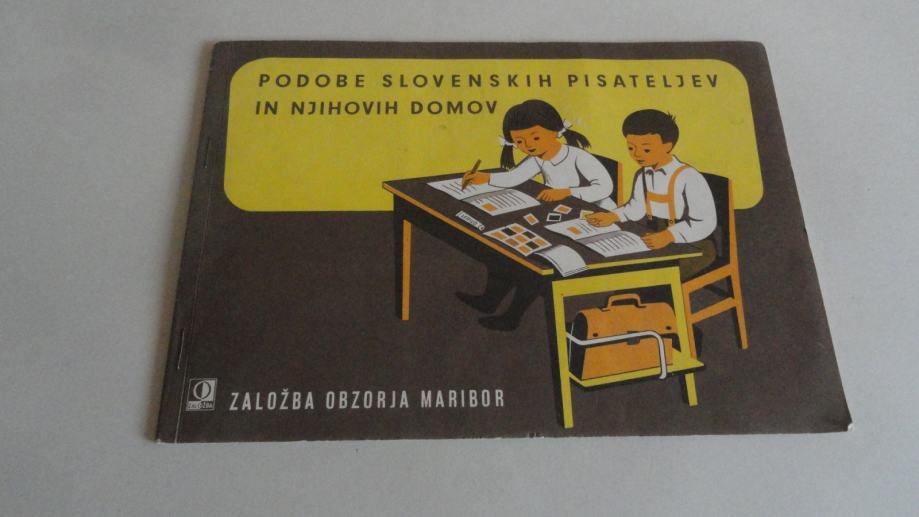 PODOBE SLOVENSKIH PISATELJEV
IN NJIHOVIH DOMOV
ZALOŽBA OBZORJA MARIBOR